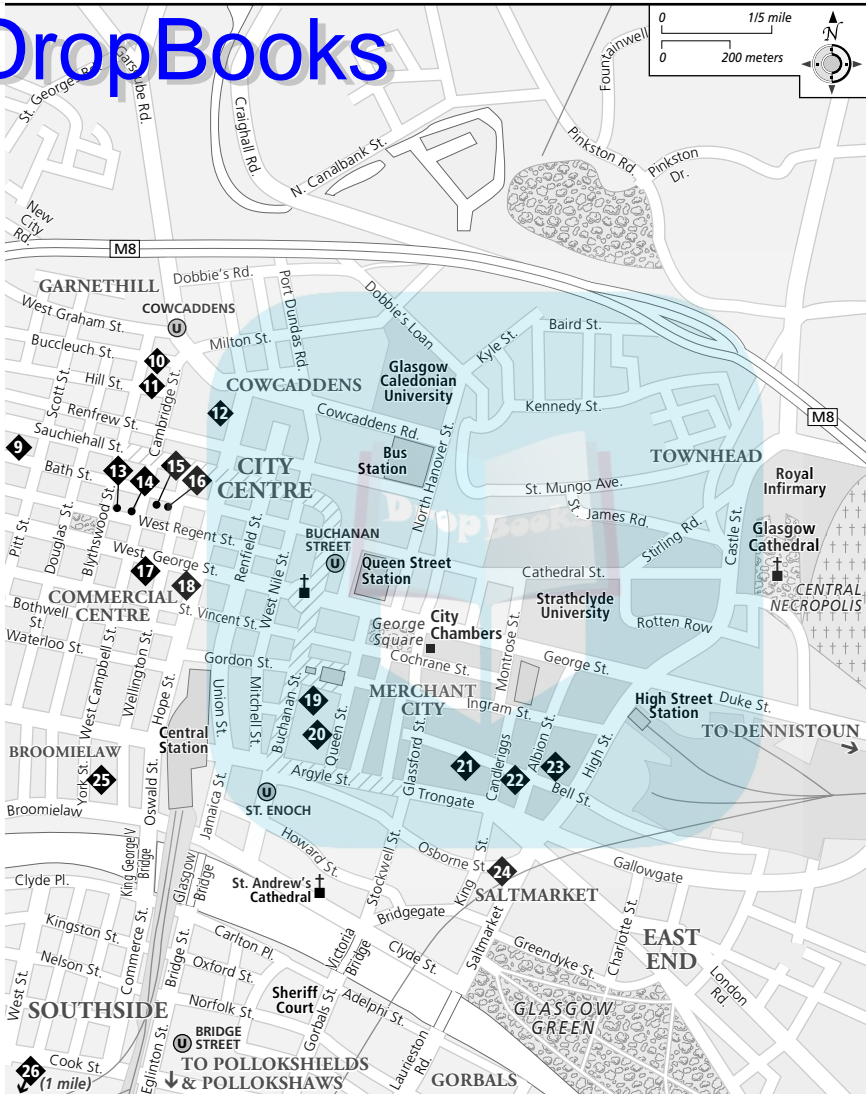 DropBooks
0 1/5 mile
0 200 meters
N
St. George's Rd.
Garscube Rd.
Craighall Rd.
N. Canalbank St.
Fountainwell
Pinkston Rd.
Pinkston
Dr.
New
City
Rd.
M8
GARNETHILL
Dobbie's Rd.
Port Dundas Rd.
Dobbie's Loan
COWCADDENS
U
West Graham St.
Milton St.
Buccleuch St.
10
Hill St.
11
Scott St.
Cambridge St.
Renfrew St.
12
COWCADDENS
Cowcaddens Rd.
Glasgow
Caledonian
University
Kyle St.
Baird St.
Kennedy St.
M8
Sauchiehall St.
9
Bath St.
13
14
15
16
CITY
CENTRE
Bus
Station
North Hanover St.
TOWNHEAD
St. Mungo Ave.
St. James Rd.
Stirling Rd.
Castle St.
Royal
Infirmary
Glasgow
Cathedral
CENTRAL
NECROPOLIS
DropBooks
Pitt St.
Douglas St.
Blythswood St.
West Regent St.
West George St.
17
18
Renfield St.
West Nile St.
BUCHANAN
STREET
U
Queen Street
Station
Cathedral St.
Strathclyde
University
Rotten Row
COMMERCIAL
CENTRE
Bothwell
St.
Waterloo St.
St. Vincent St.
George
Square
City
Chambers
Cochrane St.
Montrose St.
George St.
Gordon St.
West Campbell St.
Wellington St.
Hope St.
Union St.
Mitchell St.
Buchanan St.
19
20
Queen St.
MERCHANT
CITY
Ingram St.
High Street
Station
Duke St.
TO DENNISTOUN
Central
Station
BROOMIELAW
25
York St.
Oswald St.
Broomielaw
Jamaica St.
U
ST. ENOCH
Argyle St.
Glassford St.
21
Candleriggs
22
Albion St.
23
High St.
Bell St.
Trongate
King George V
Bridge
Glasgow
Bridge
Howard St.
Stockwell St.
Osborne St.
King St.
24
SALTMARKET
Gallowgate
Clyde Pl.
St. Andrew's
Cathedral
Bridgegate
Saltmarket
Charlotte St.
EAST
END
London
Rd.
Kingston St.
Nelson St.
West St.
Commerce St.
Bridge St.
Carlton Pl.
Oxford St.
Norfolk St.
Victoria
Bridge
Clyde St.
Greendyke St.
GLASGOW
GREEN
SOUTHSIDE
Sheriff
Court
Gorbals St.
Adelphi St.
Laurieston
Rd.
U
BRIDGE
STREET
Cook St.
26
(1 mile)
Eglinton St.
TO POLLOKSHIELDS
& POLLOKSHAWS
GORBALS